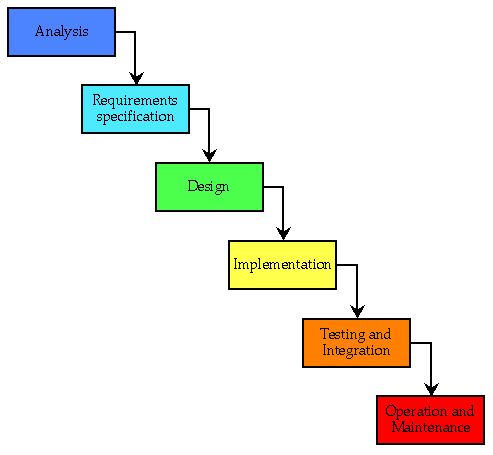 Analysis
Requirements
specification
Design
Implementation
Testing and
Integration
Operation and
Maintenance